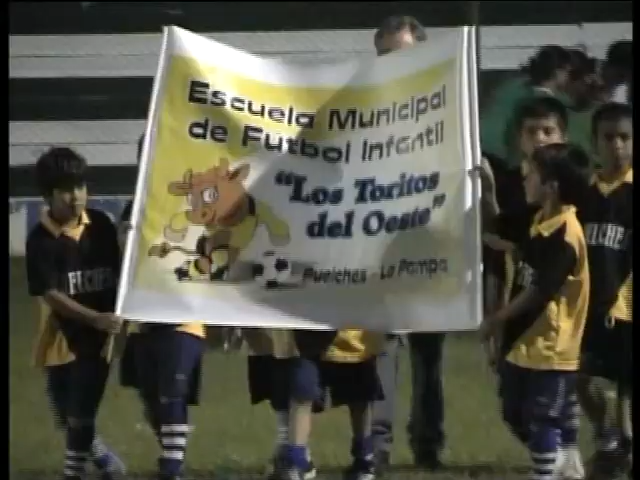 Escuela Municipal
de Futbol Infantil
"Los Toritos
del Oeste"
Puelches - La Pampa